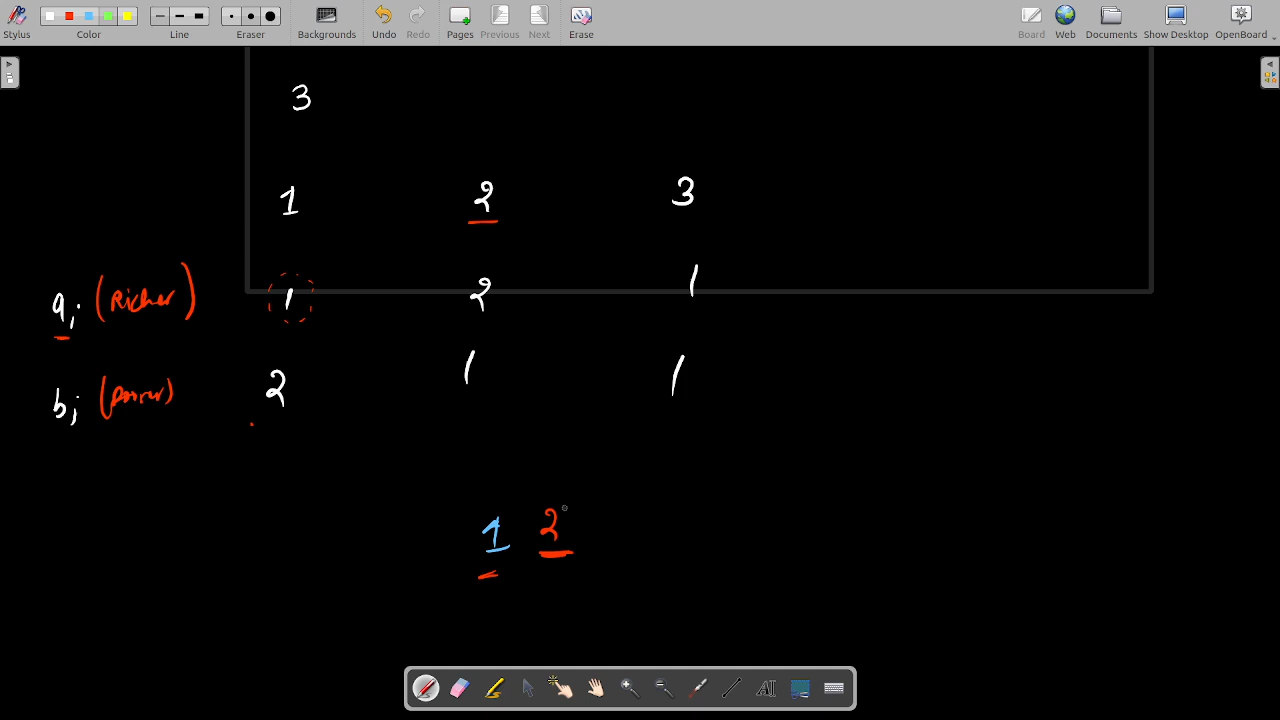 Stylus Color Line Eraser Backgrounds Undo Redo Pages Previous Next Erase Board Web Documents Show Desktop OpenBoard
3
1 2 3
ai (Richer) 1 2 1
bi 2 1 1
1 2
AI